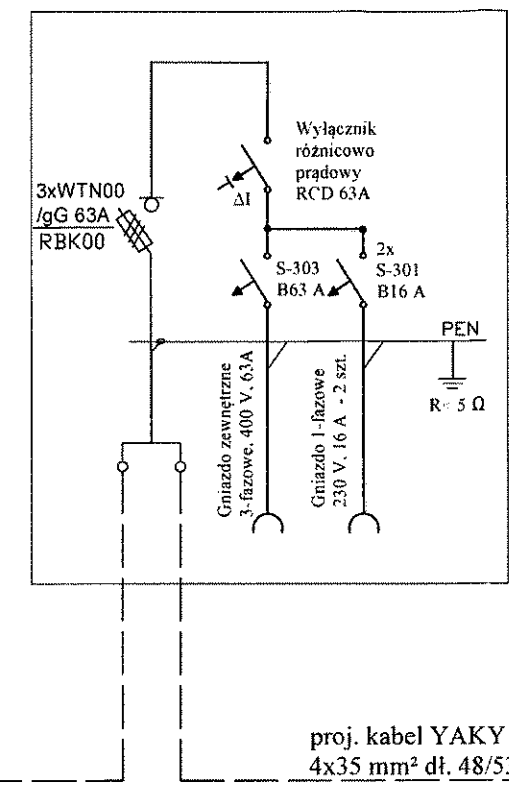 3xWTN00
/gG 63A
RBK00
Wyłącznik
różnicowo
prądowy
RCD 63A
ΔI
S-303
B63 A
2x
S-301
B16 A
PEN
R< 5 Ω
Gniazdo zewnętrzne
3-fazowe, 400 V, 63A
Gniazdo 1-fazowe
230 V, 16 A - 2 szt.
proj. kabel YAKY
4x35 mm² dł. 48/53